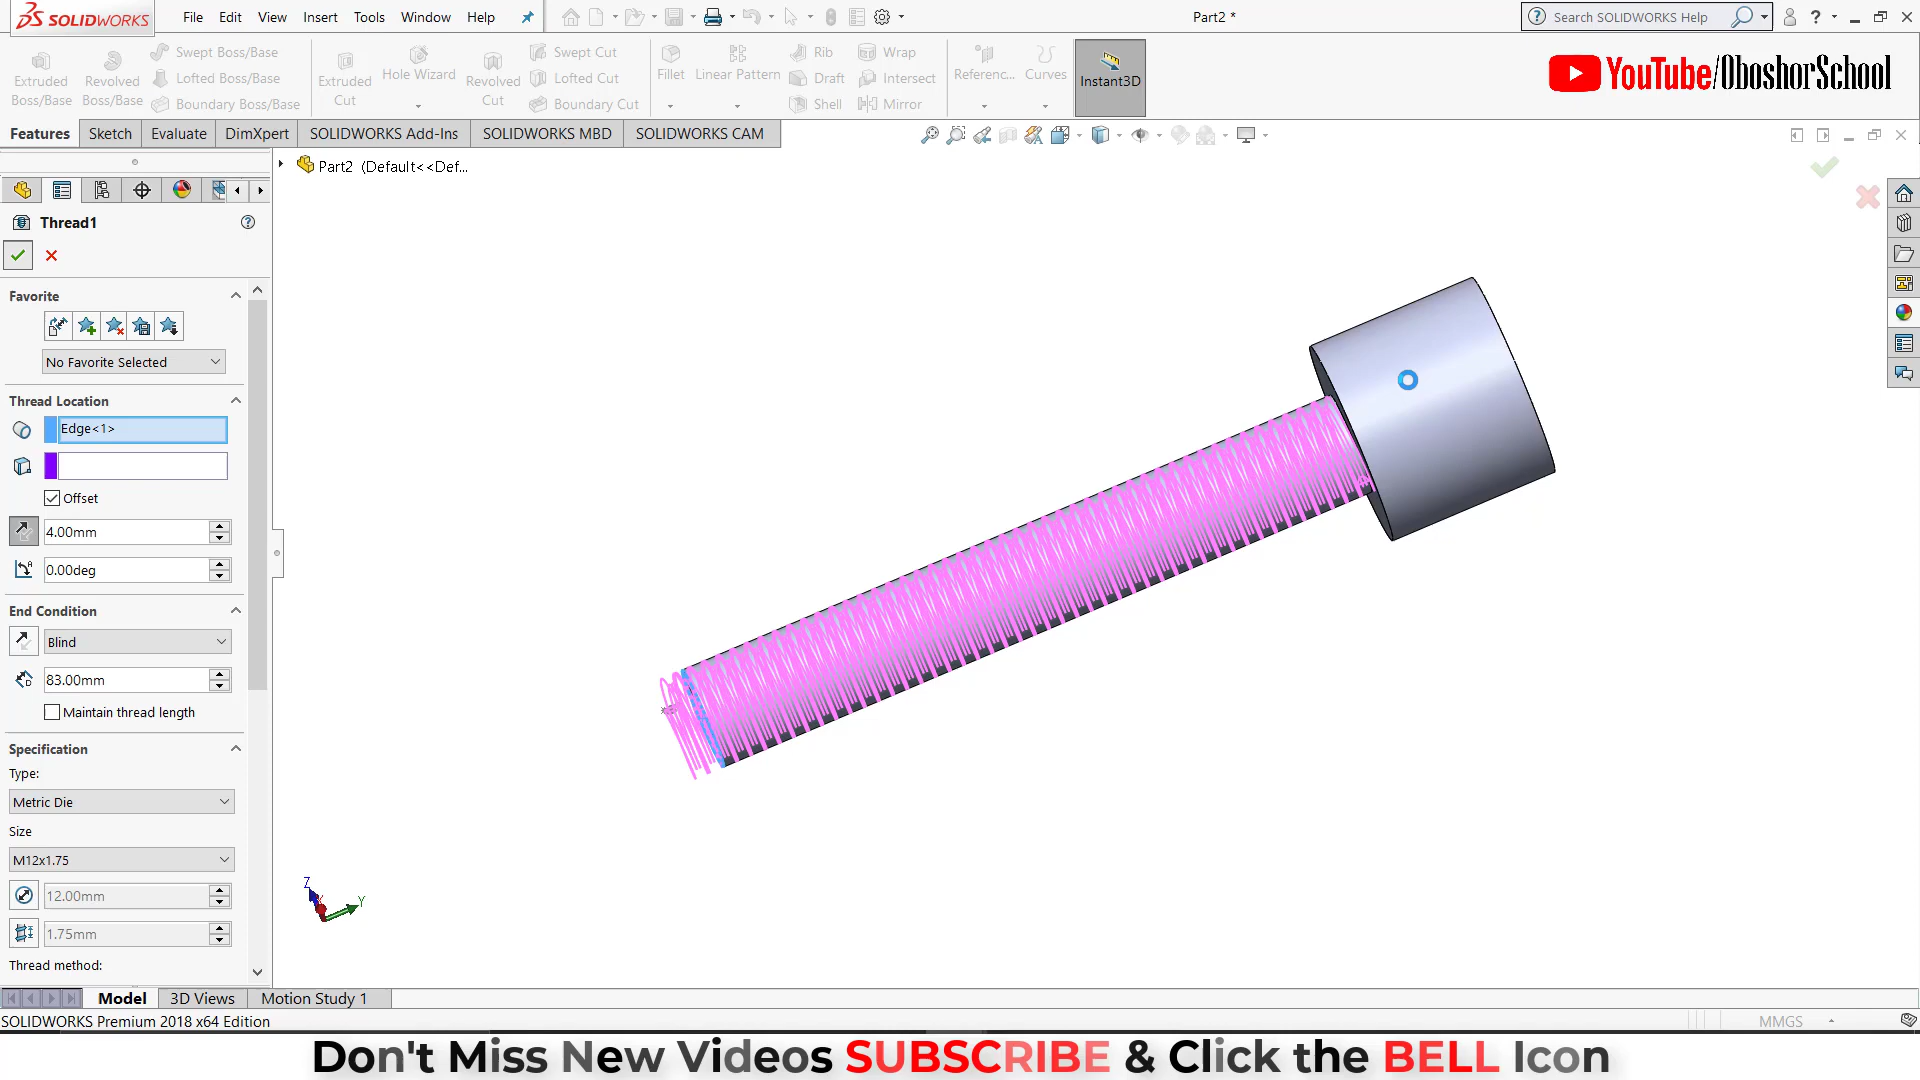 SOLIDWORKS
File Edit View Insert Tools Window Help
Part2 *
Search SOLIDWORKS Help
?
Extruded Boss/Base
Revolved Boss/Base
Swept Boss/Base
Lofted Boss/Base
Boundary Boss/Base
Extruded Cut
Hole Wizard
Revolved Cut
Swept Cut
Lofted Cut
Boundary Cut
Fillet
Linear Pattern
Rib
Draft
Shell
Wrap
Intersect
Mirror
Referenc...
Curves
Instant3D
YouTube/OboshorSchool
Features Sketch Evaluate DimXpert SOLIDWORKS Add-Ins SOLIDWORKS MBD SOLIDWORKS CAM
Part2 (Default<<Def...
Thread1
Favorite
No Favorite Selected
Thread Location
Edge<1>
Offset
4.00mm
0.00deg
End Condition
Blind
83.00mm
Maintain thread length
Specification
Type:
Metric Die
Size
M12x1.75
12.00mm
1.75mm
Thread method:
Z
Y
Model 3D Views Motion Study 1
SOLIDWORKS Premium 2018 x64 Edition
MMGS
Don't Miss New Videos SUBSCRIBE & Click the BELL Icon